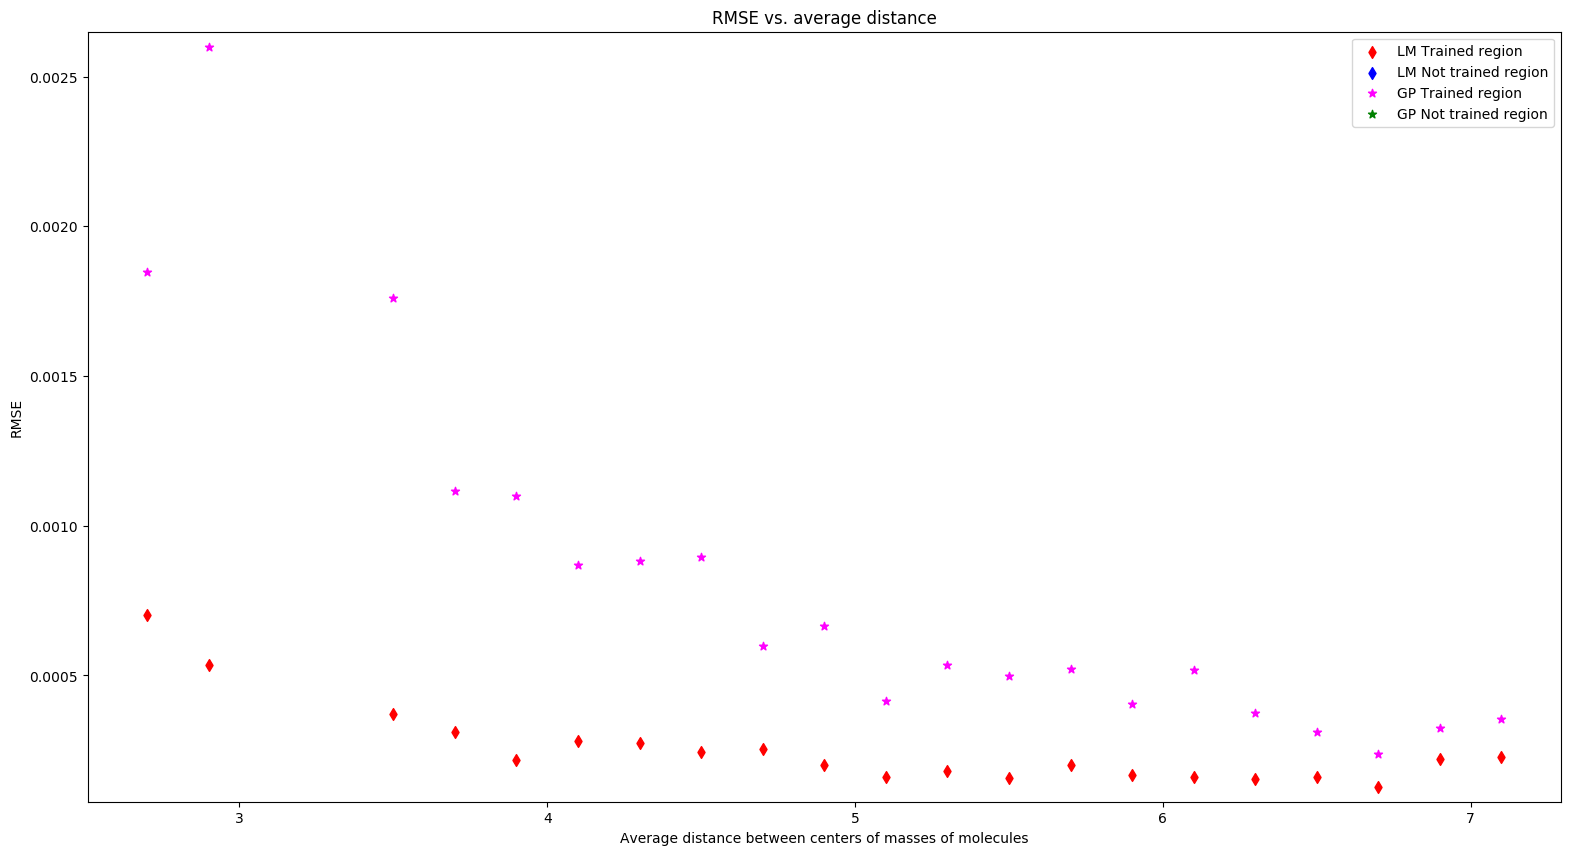 RMSE vs. average distance
LM Trained region
LM Not trained region
GP Trained region
GP Not trained region
RMSE
0.0025
0.0020
0.0015
0.0010
0.0005
3 4 5 6 7
Average distance between centers of masses of molecules